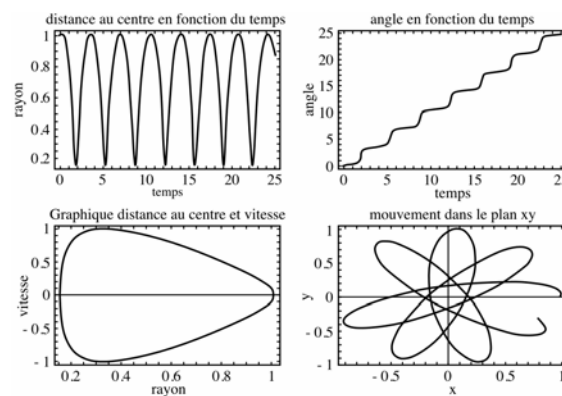 distance au centre en fonction du temps
1
0.8
0.6
0.4
0.2
rayon
0 5 10 15 20 25
temps
angle en fonction du temps
25
20
15
10
5
0
angle
0 5 10 15 20 25
temps
Graphique distance au centre et vitesse
1
0.5
0
- 0.5
- 1
vitesse
0.2 0.4 0.6 0.8 1
rayon
mouvement dans le plan xy
1
0.5
0
- 0.5
- 1
y
- 0.5 0 0.5 1
x